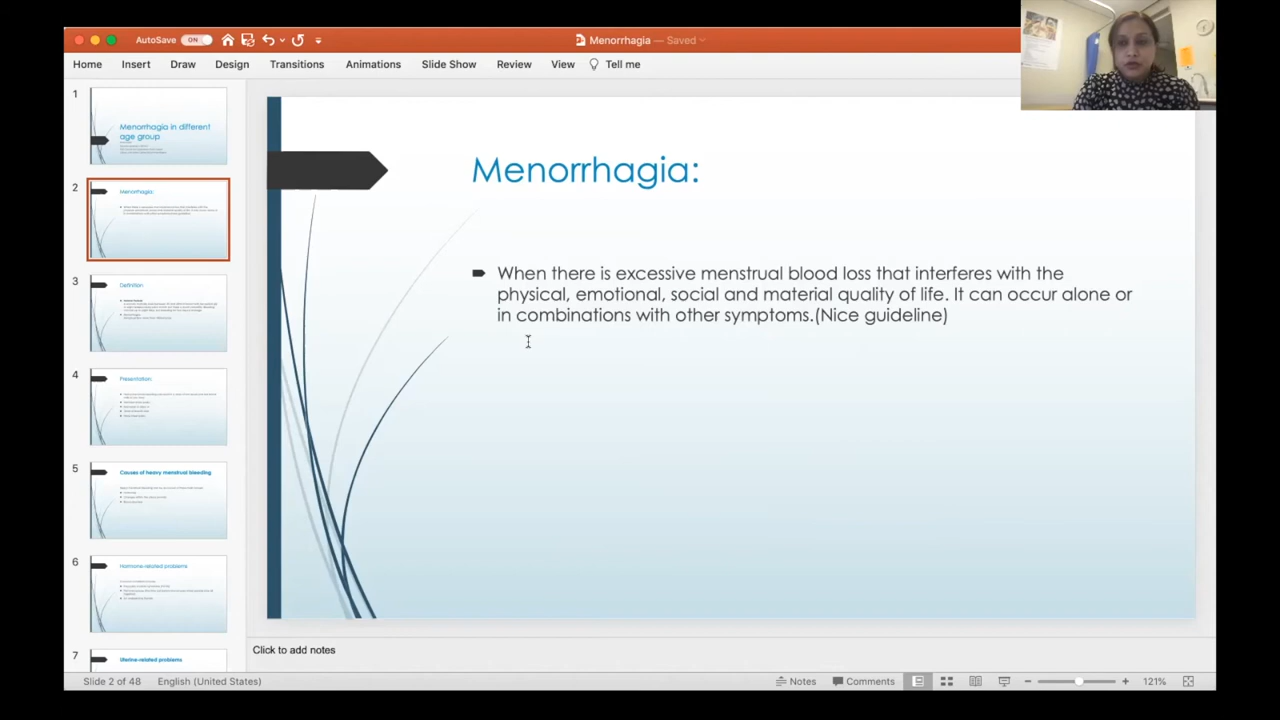 AutoSave ON
Menorrhagia — Saved
Home Insert Draw Design Transitions Animations Slide Show Review View Tell me
1
Menorrhagia in different
age group
2
Menorrhagia:
3
Definition
4
Presentation:
5
Causes of heavy menstrual bleeding
6
Hormone-related problems
7
Uterine-related problems
Menorrhagia:
When there is excessive menstrual blood loss that interferes with the
physical, emotional, social and material quality of life. It can occur alone or
in combinations with other symptoms.(Nice guideline)
Click to add notes
Slide 2 of 48 English (United States) Notes Comments 121%